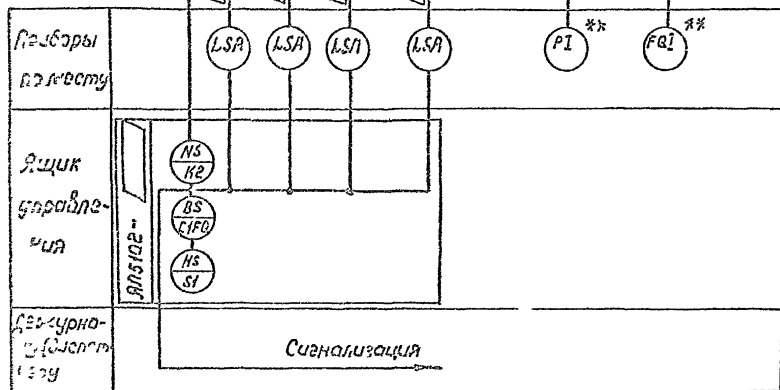 Приборы
по месту
LSA
LSA
LSA
LSA
PI **
FQI **
Ящик
управле-
ния
ЯП5102-
NS
K2
BS
HS
S1
Сигнализация